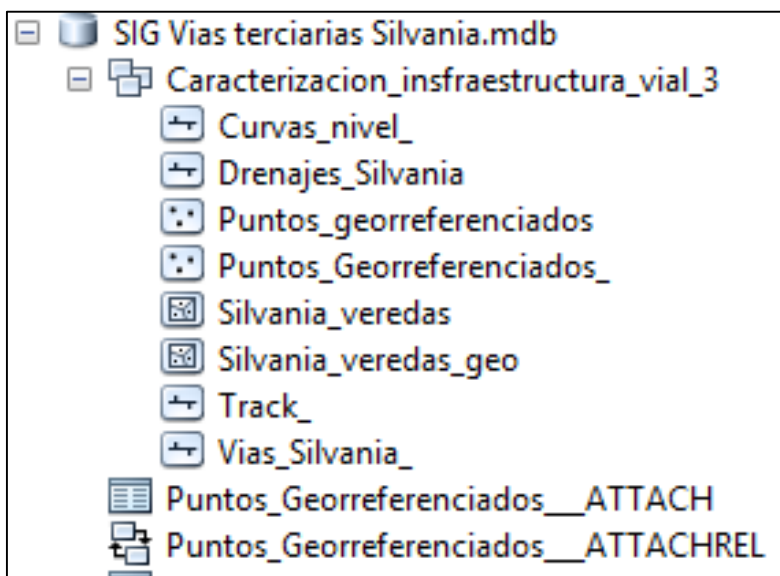 SIG Vias terciarias Silvania.mdb
Caracterizacion_insfraestructura_vial_3
Curvas_nivel_
Drenajes_Silvania
Puntos_georreferenciados
Puntos_Georreferenciados_
Silvania_veredas
Silvania_veredas_geo
Track_
Vias_Silvania_
Puntos_Georreferenciados__ATTACH
Puntos_Georreferenciados__ATTACHREL